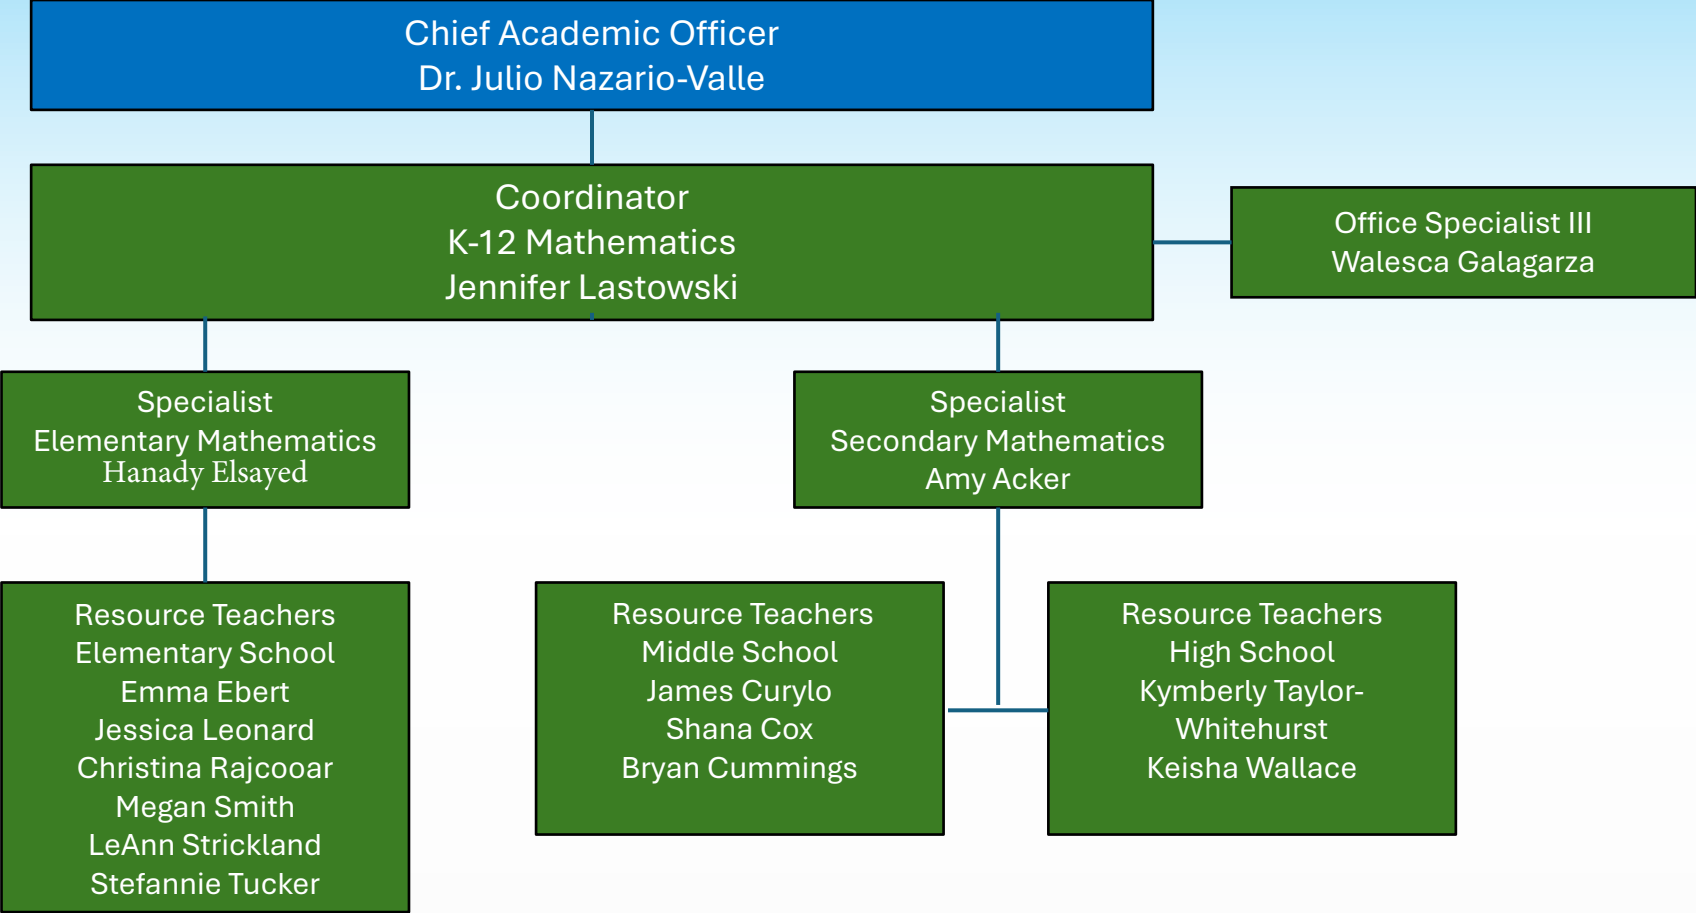 Chief Academic Officer
Dr. Julio Nazario-Valle
Coordinator
K-12 Mathematics
Jennifer Lastowski
Office Specialist III
Walesca Galagarza
Specialist
Elementary Mathematics
Hanady Elsayed
Specialist
Secondary Mathematics
Amy Acker
Resource Teachers
Elementary School
Emma Ebert
Jessica Leonard
Christina Rajcooar
Megan Smith
LeAnn Strickland
Stefannie Tucker
Resource Teachers
Middle School
James Curylo
Shana Cox
Bryan Cummings
Resource Teachers
High School
Kymberly Taylor-
Whitehurst
Keisha Wallace